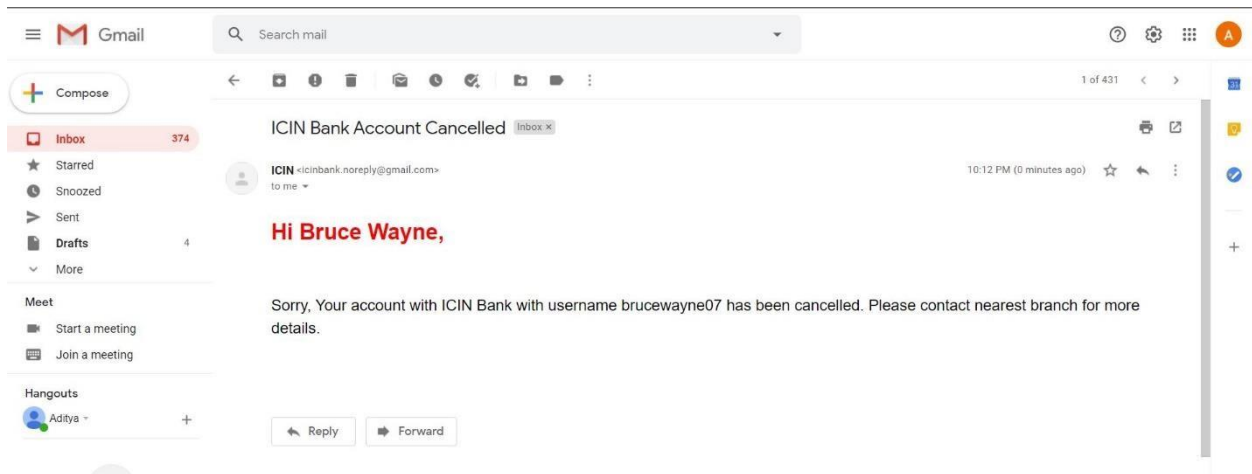 Gmail
Search mail
A
Compose
1 of 431
31
Inbox 374
Starred
Snoozed
Sent
Drafts 4
More
Meet
Start a meeting
Join a meeting
Hangouts
Aditya
ICIN Bank Account Cancelled Inbox x
ICIN <icinbank.noreply@gmail.com> 10:12 PM (0 minutes ago)
to me
Hi Bruce Wayne,
Sorry, Your account with ICIN Bank with username brucewayne07 has been cancelled. Please contact nearest branch for more
details.
Reply Forward